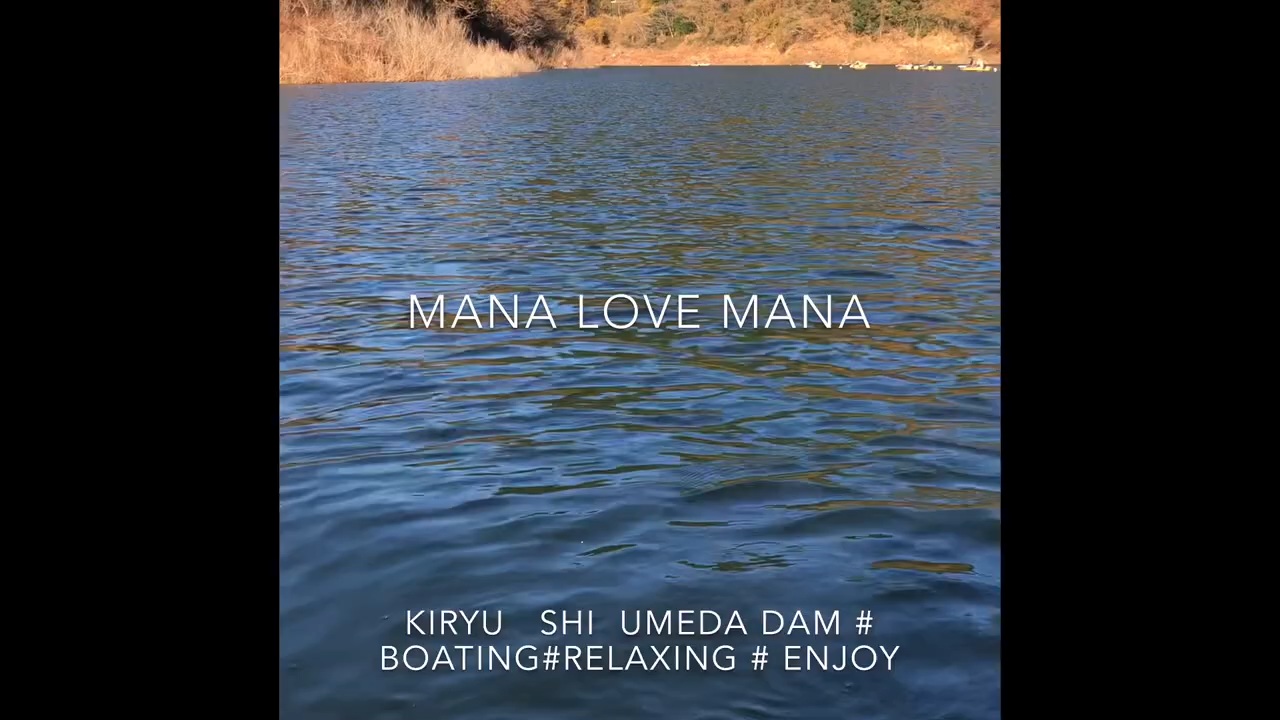 MANA LOVE MANA
KIRYU SHI UMEDA DAM #
BOATING#RELAXING # ENJOY